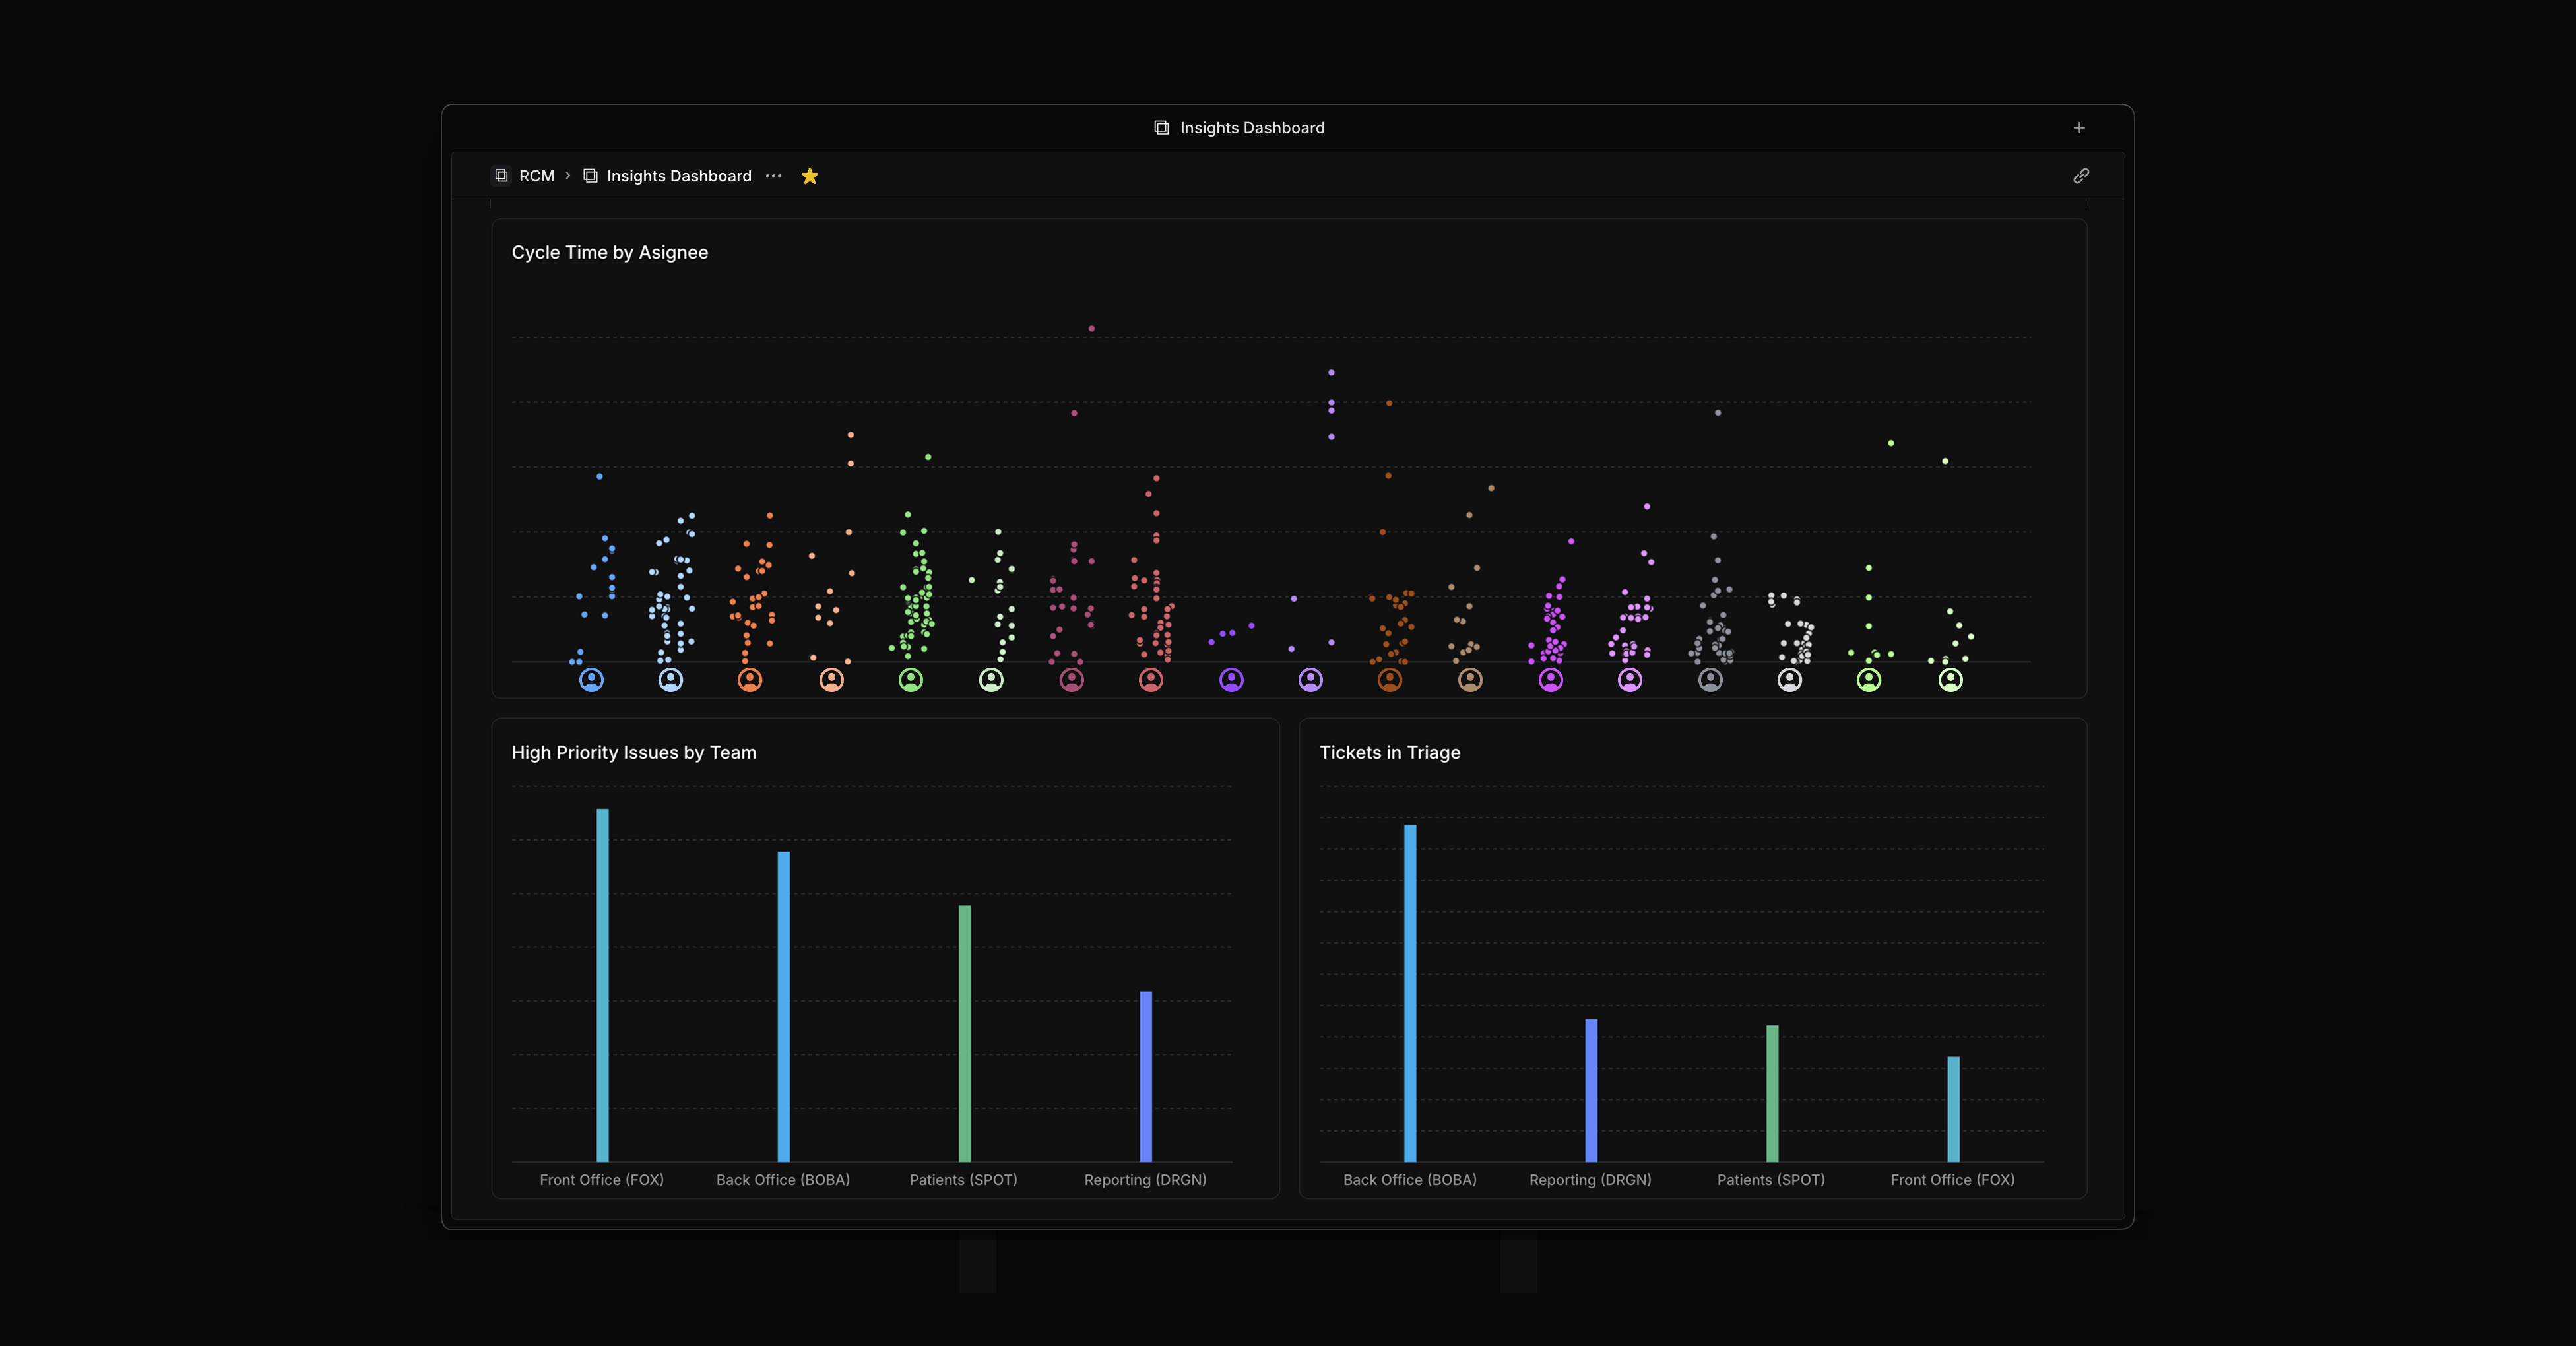 Insights Dashboard
RCM › Insights Dashboard ...
Cycle Time by Asignee
High Priority Issues by Team
Front Office (FOX) Back Office (BOBA) Patients (SPOT) Reporting (DRGN)
Tickets in Triage
Back Office (BOBA) Reporting (DRGN) Patients (SPOT) Front Office (FOX)